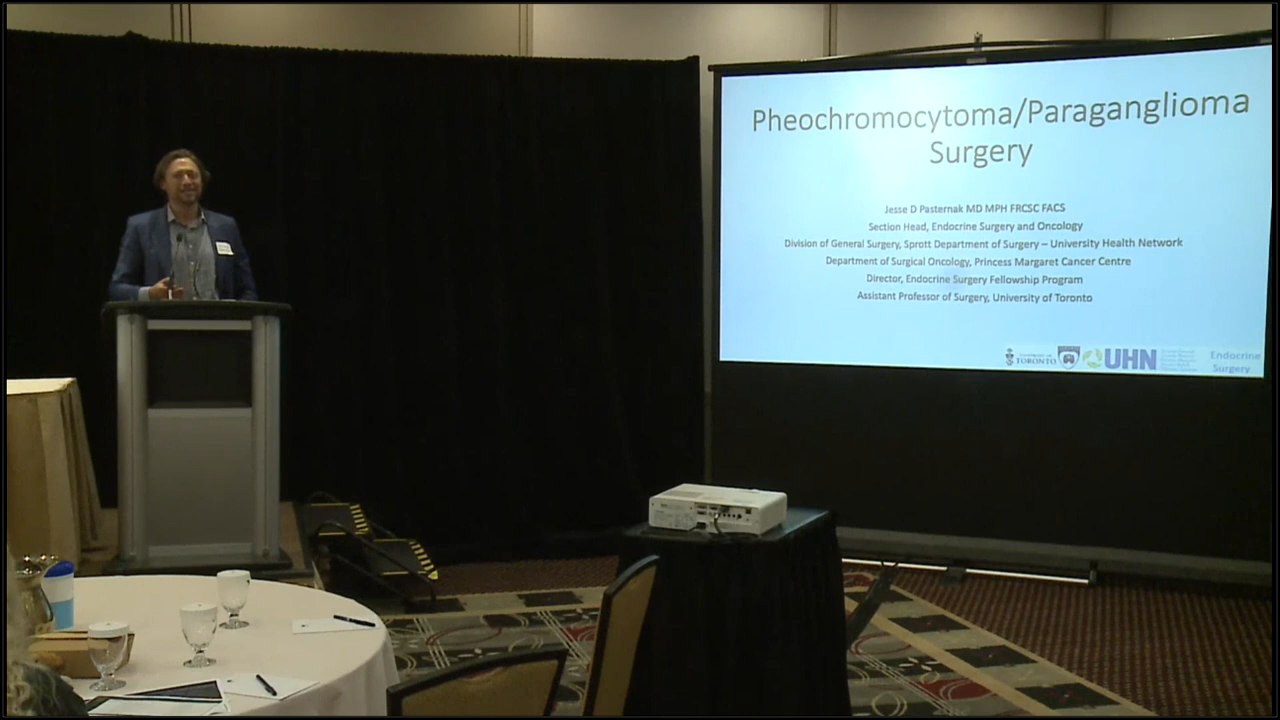 Pheochromocytoma/Paraganglioma
Surgery
Jesse D Pasternak MD MPH FRCSC FACS
Section Head, Endocrine Surgery and Oncology
Division of General Surgery, Sprott Department of Surgery – University Health Network
Department of Surgical Oncology, Princess Margaret Cancer Centre
Director, Endocrine Surgery Fellowship Program
Assistant Professor of Surgery, University of Toronto
TORONTO
UHN
Endocrine
Surgery